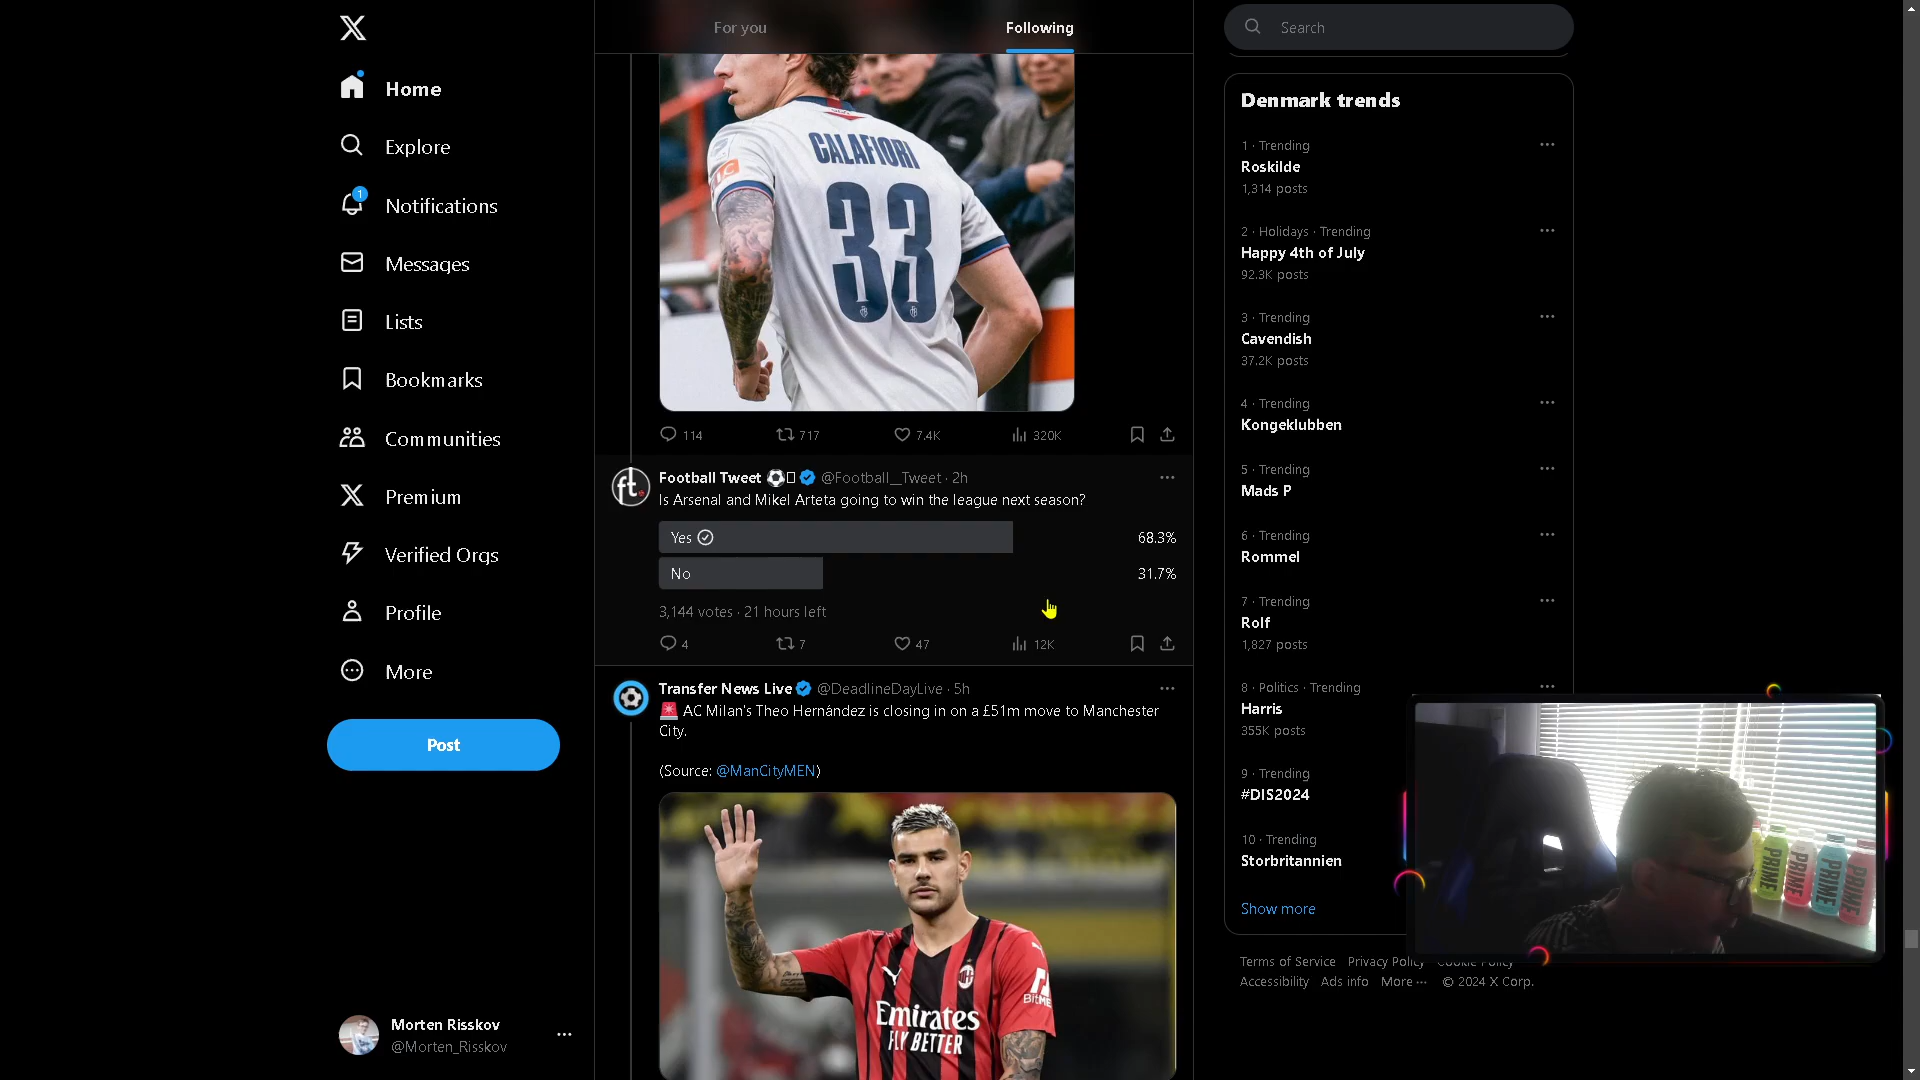 For you
Following
Search
Home
Explore
1
Notifications
Messages
Lists
Bookmarks
Communities
Premium
Verified Orgs
Profile
More
Post
Morten Risskov
@Morten_Risskov
CALAFIORI
33
114
717
7.4K
320K
ft.
Football Tweet ⚽ @Football__Tweet · 2h
Is Arsenal and Mikel Arteta going to win the league next season?
Yes 68.3%
No 31.7%
3,144 votes · 21 hours left
4
7
47
12K
Transfer News Live @DeadlineDayLive · 5h
🚨 AC Milan's Theo Hernández is closing in on a £51m move to Manchester
City.
(Source: @ManCityMEN)
BitM
Emirates
FLY BETTER
Denmark trends
1 · Trending
Roskilde
1,314 posts
2 · Holidays · Trending
Happy 4th of July
92.3K posts
3 · Trending
Cavendish
37.2K posts
4 · Trending
Kongeklubben
5 · Trending
Mads P
6 · Trending
Rommel
7 · Trending
Rolf
1,827 posts
8 · Politics · Trending
Harris
355K posts
9 · Trending
#DIS2024
10 · Trending
Storbritannien
Show more
Terms of Service Privacy Policy Cookie Policy
Accessibility Ads info More ··· © 2024 X Corp.
PRIME
PRIME
PRIME
PRIME